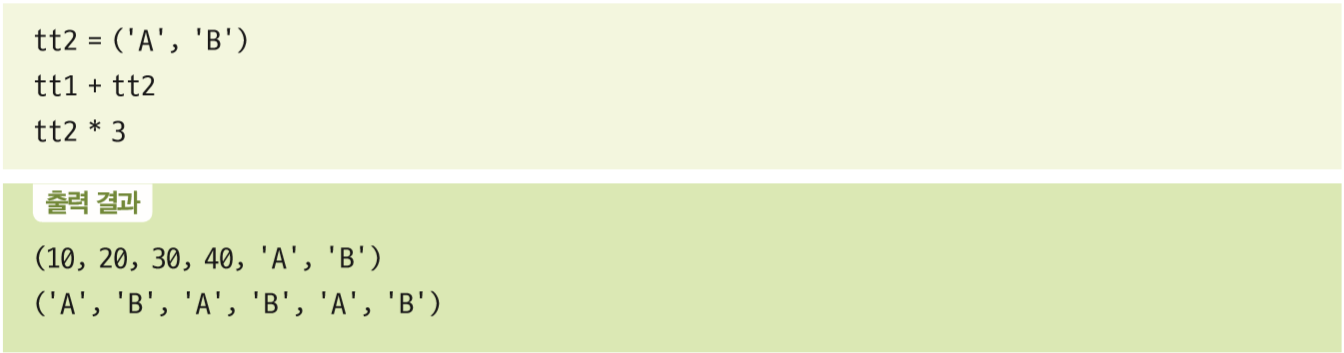 tt2 = ('A', 'B')
tt1 + tt2
tt2 * 3
출력 결과
(10, 20, 30, 40, 'A', 'B')
('A', 'B', 'A', 'B', 'A', 'B')